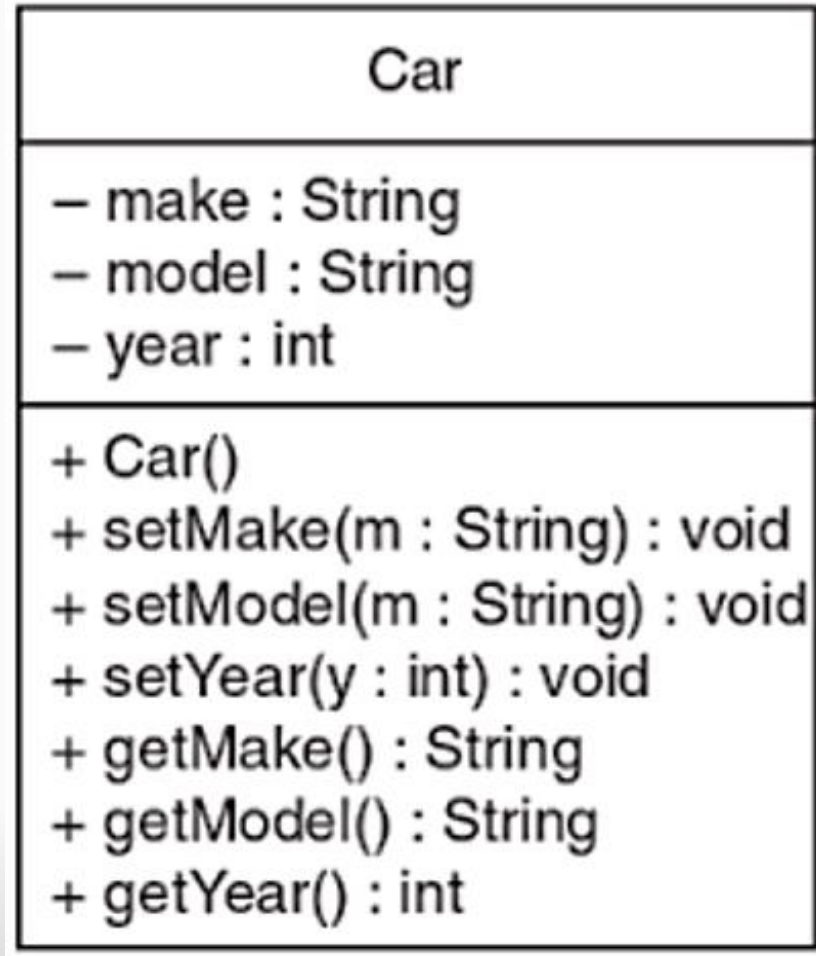 Car
– make : String
– model : String
– year : int
+ Car()
+ setMake(m : String) : void
+ setModel(m : String) : void
+ setYear(y : int) : void
+ getMake() : String
+ getModel() : String
+ getYear() : int